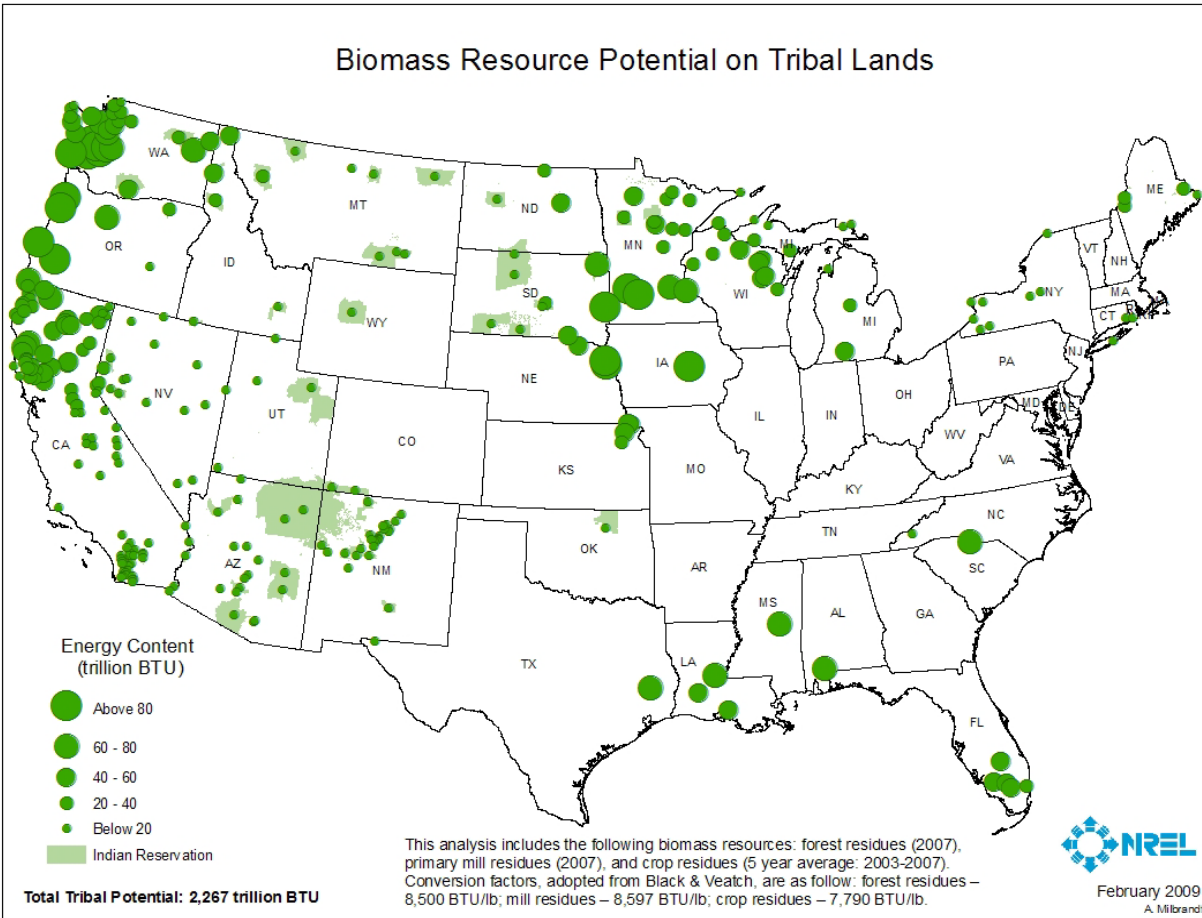 Biomass Resource Potential on Tribal Lands
WA
MT
ND
MN
ME
OR
ID
SD
WI
MI
VT
NH
NY
MA
CT
WY
MI
IA
NE
PA
NJ
NV
UT
CO
IL
IN
OH
MD
DE
WV
VA
CA
KS
MO
KY
AZ
NM
OK
AR
TN
NC
SC
MS
AL
GA
TX
LA
FL
Energy Content
(trillion BTU)
Above 80
60 - 80
40 - 60
20 - 40
Below 20
Indian Reservation
Total Tribal Potential: 2,267 trillion BTU
This analysis includes the following biomass resources: forest residues (2007),
primary mill residues (2007), and crop residues (5 year average: 2003-2007).
Conversion factors, adopted from Black & Veatch, are as follow: forest residues –
8,500 BTU/lb; mill residues – 8,597 BTU/lb; crop residues – 7,790 BTU/lb.
NREL
February 2009
A. Milbrandt